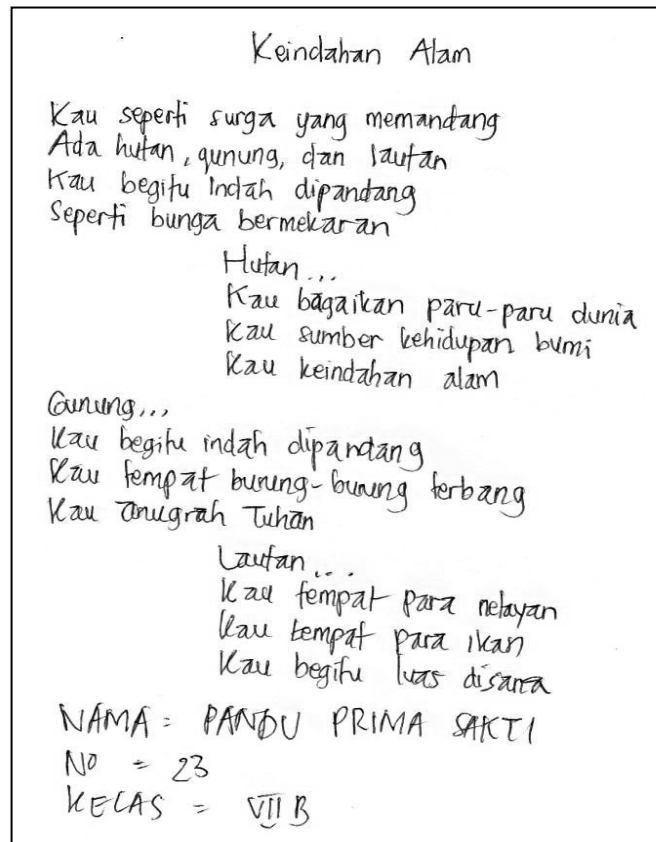 Keindahan Alam
Kau seperti surga yang memandang
Ada hutan, gunung, dan lautan
Kau begitu indah dipandang
Seperti bunga bermekaran
Hutan...
Kau bagaikan paru-paru dunia
Kau sumber kehidupan bumi
Kau keindahan alam
Gunung...
Kau begitu indah dipandang
Kau tempat burung-burung terbang
Kau anugrah Tuhan
Lautan...
Kau tempat para nelayan
Kau tempat para ikan
Kau begitu luas disana
NAMA = PANDU PRIMA SAKTI
NO = 23
KELAS = VII B